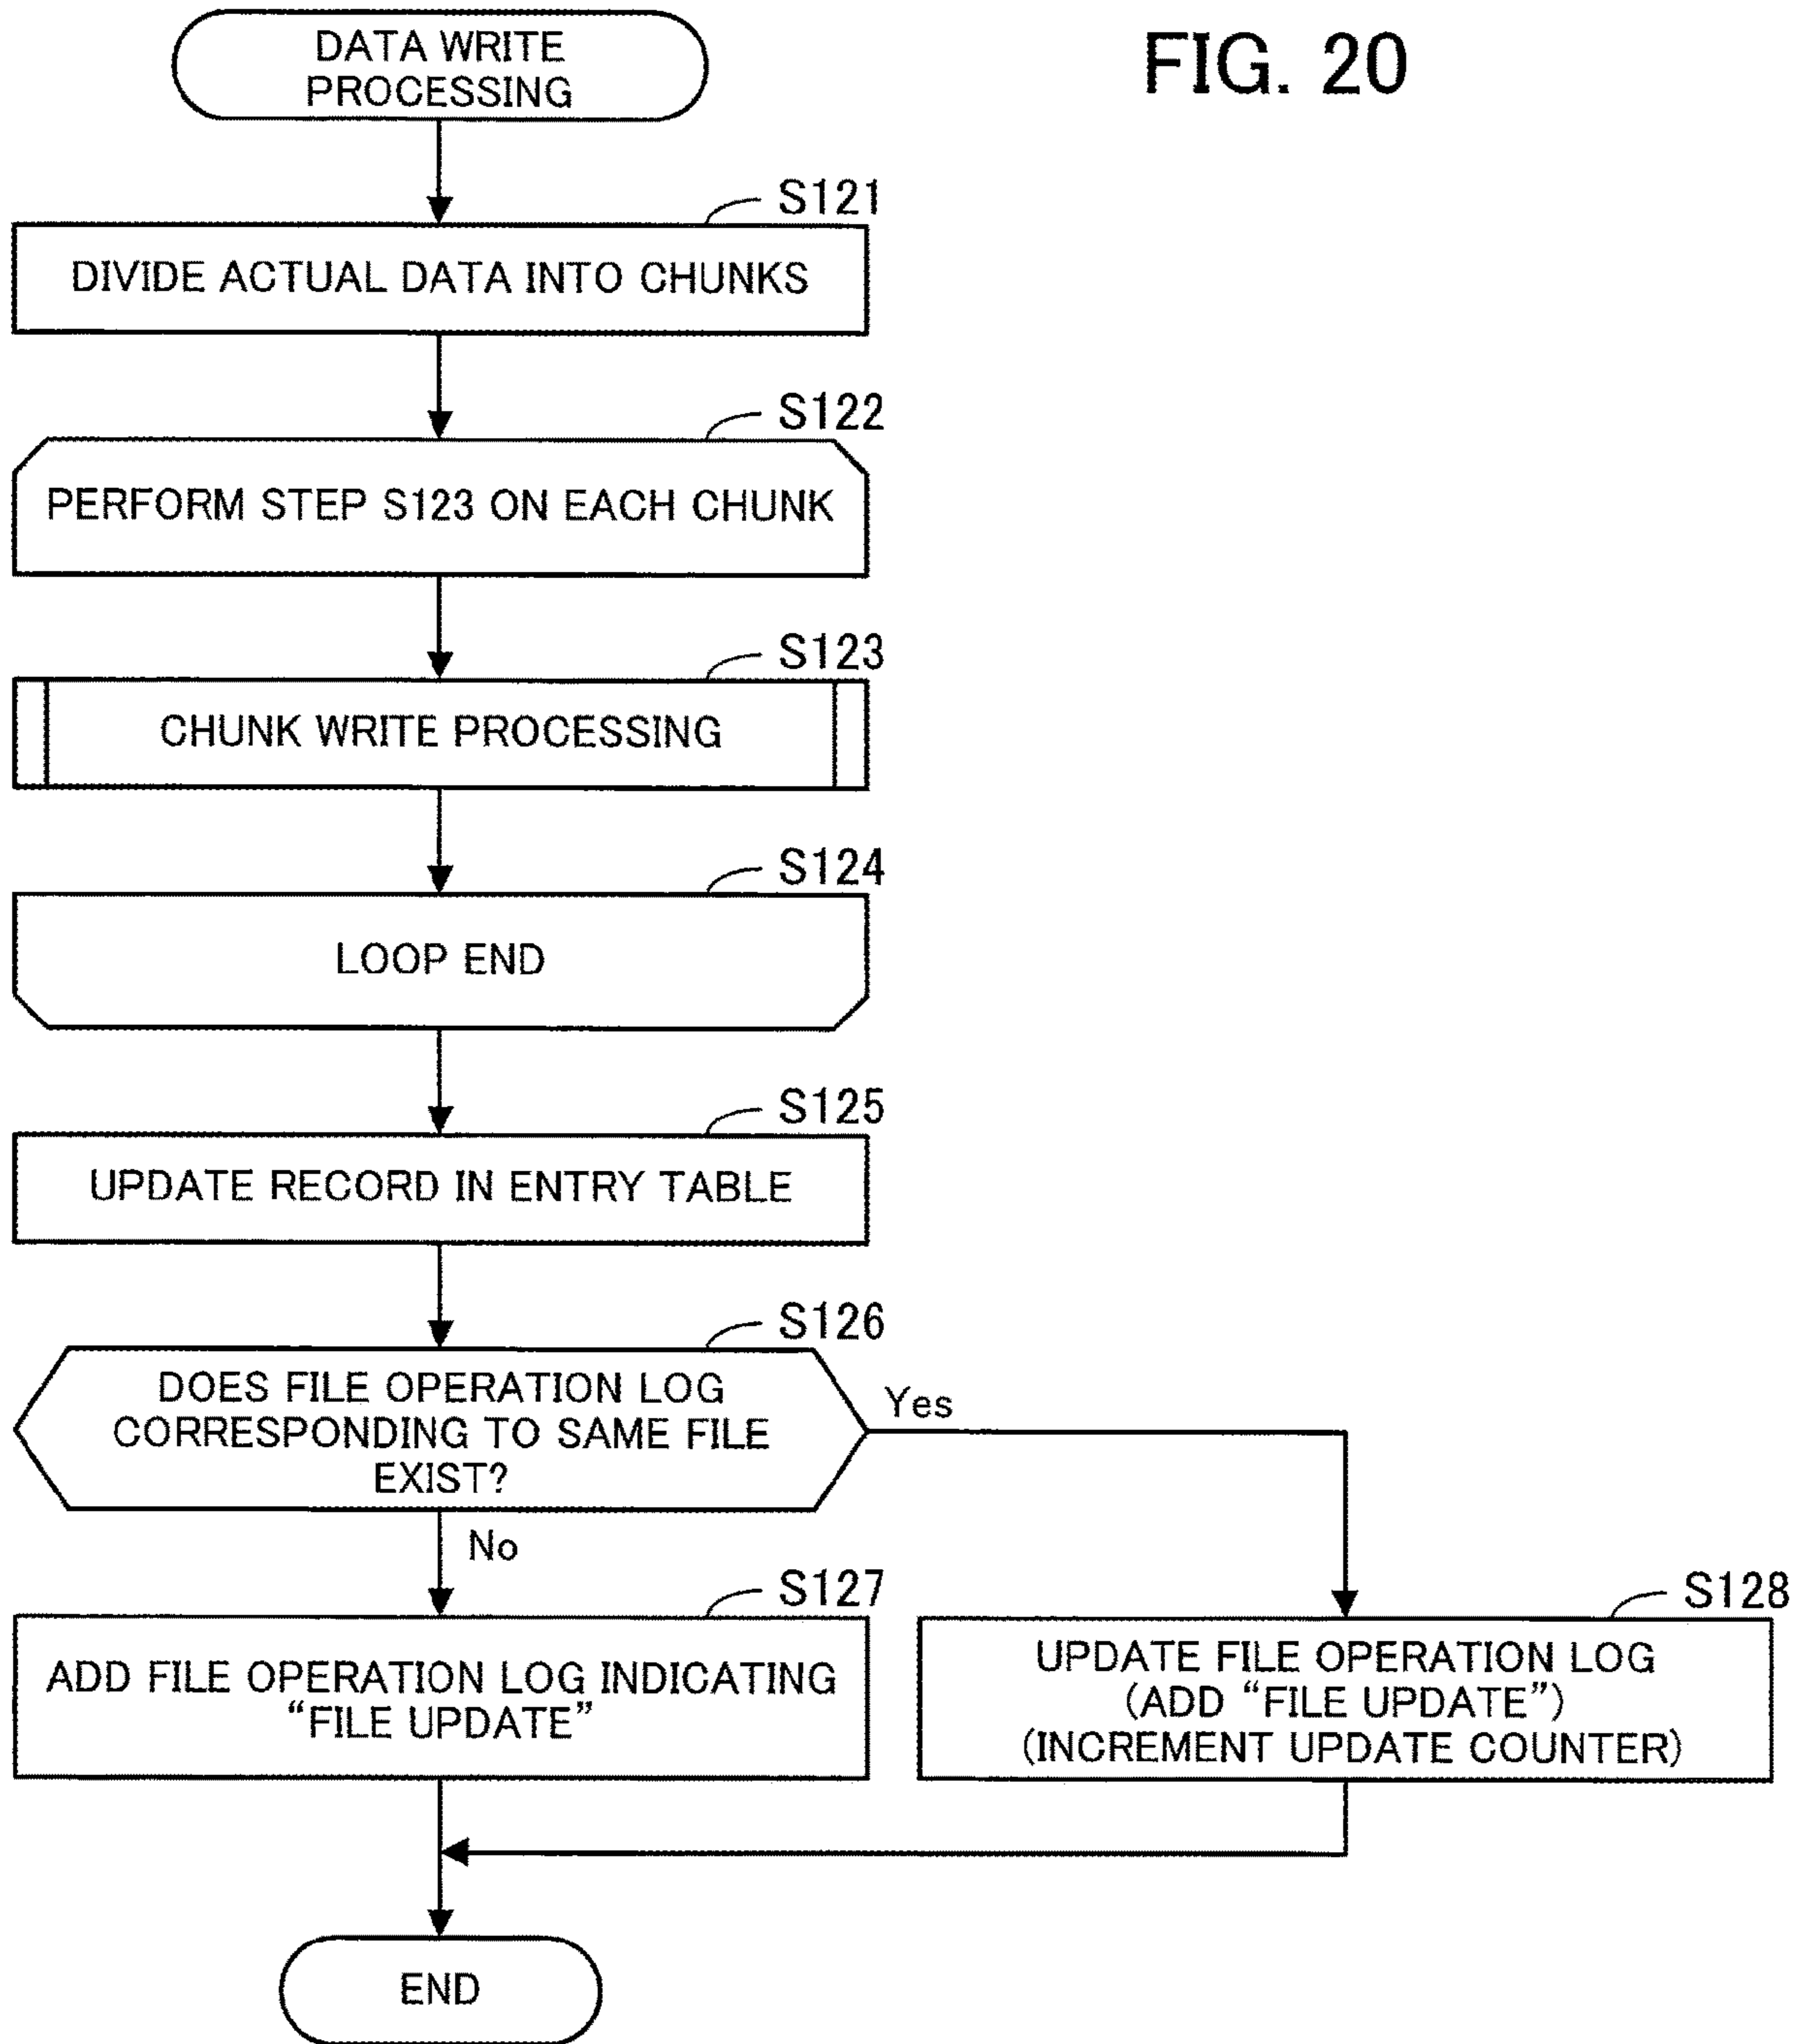 FIG. 20
DATA WRITE
PROCESSING
S121
DIVIDE ACTUAL DATA INTO CHUNKS
S122
PERFORM STEP S123 ON EACH CHUNK
S123
CHUNK WRITE PROCESSING
S124
LOOP END
S125
UPDATE RECORD IN ENTRY TABLE
S126
DOES FILE OPERATION LOG
CORRESPONDING TO SAME FILE
EXIST?
Yes
No
S127
ADD FILE OPERATION LOG INDICATING
“FILE UPDATE”
S128
UPDATE FILE OPERATION LOG
(ADD “FILE UPDATE”)
(INCREMENT UPDATE COUNTER)
END